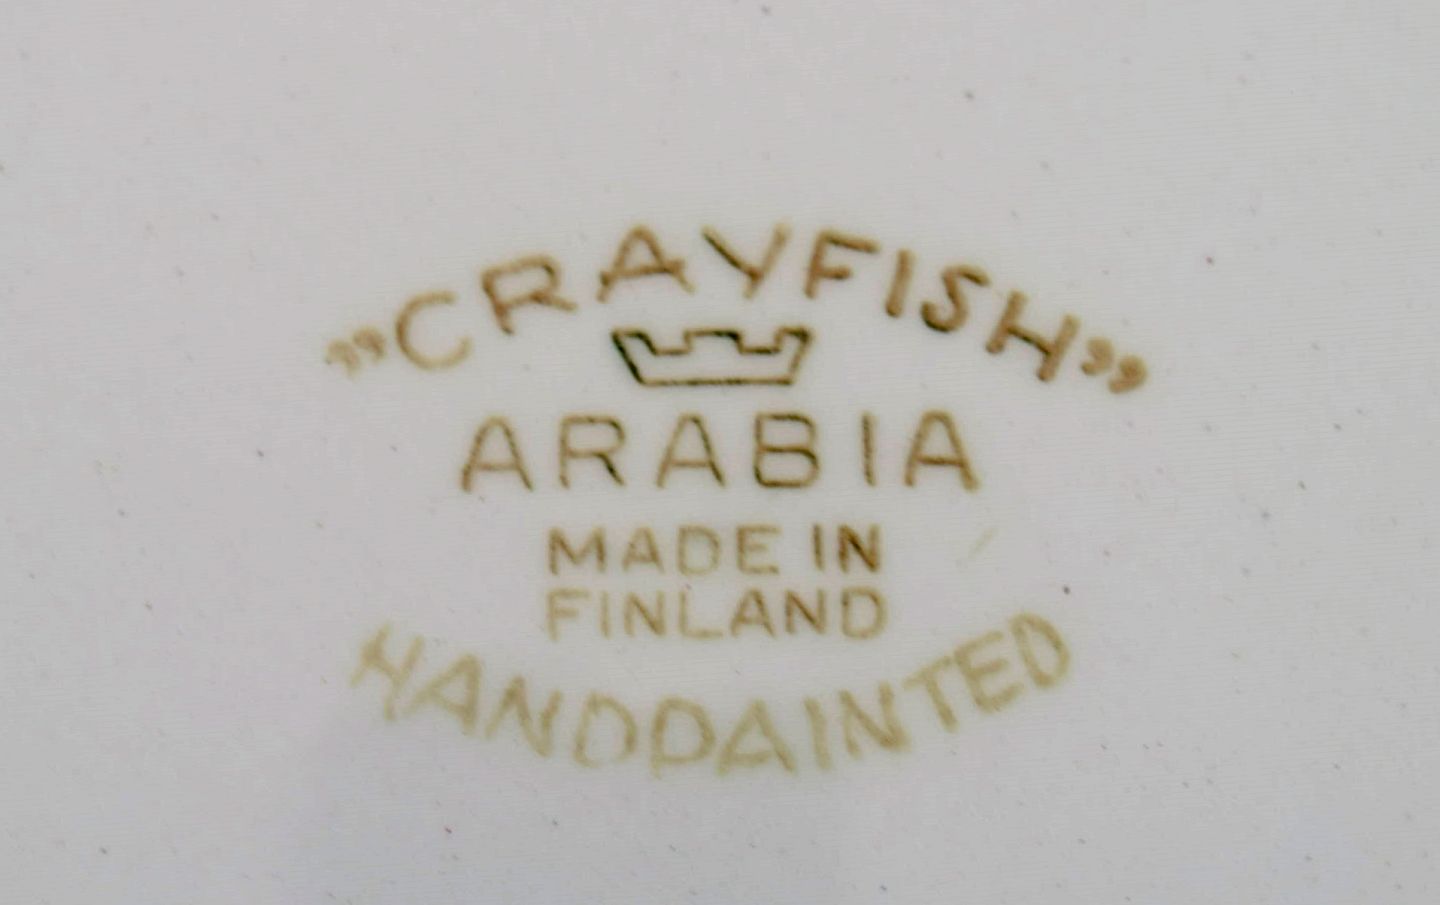 ”CRAYFISH”
ARABIA
MADE IN
FINLAND
HANDPAINTED